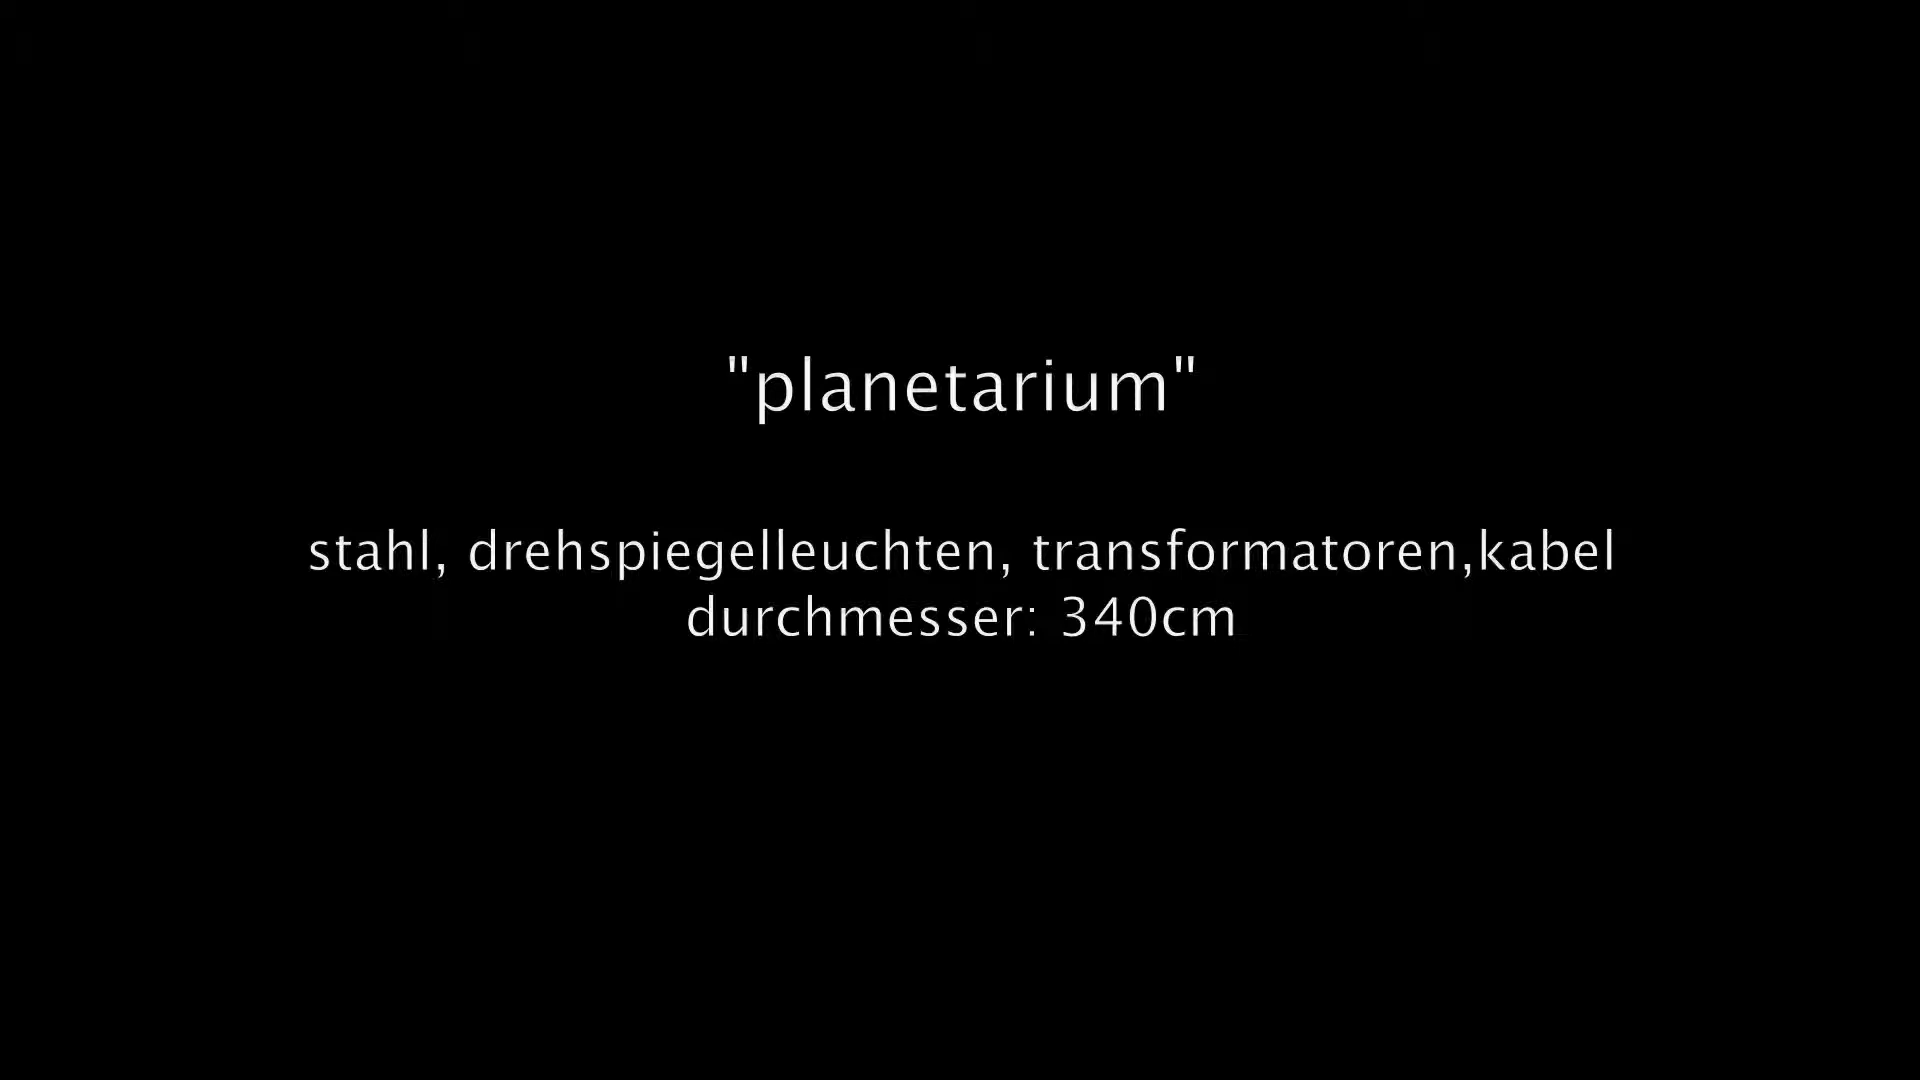 "planetarium"
stahl, drehspiegelleuchten, transformatoren,kabel
durchmesser: 340cm